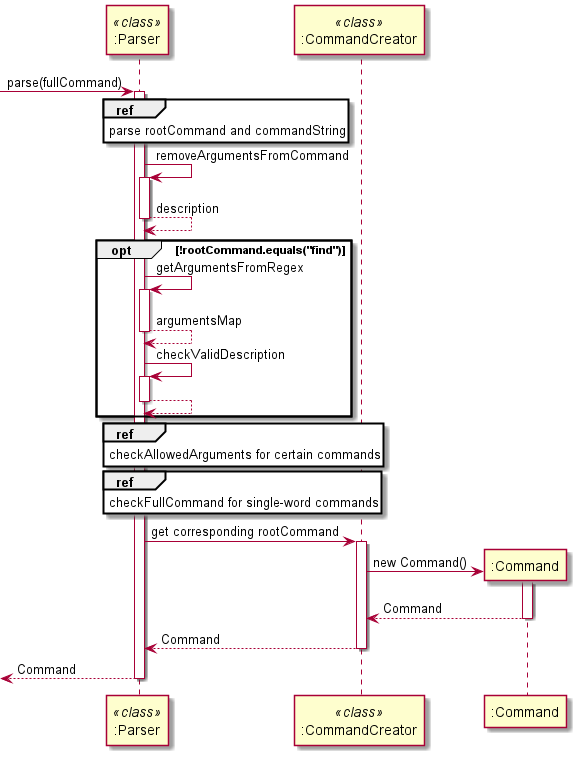 «class»
:Parser
«class»
:CommandCreator
parse(fullCommand)
ref
parse rootCommand and commandString
removeArgumentsFromCommand
description
opt [!rootCommand.equals("find")]
getArgumentsFromRegex
argumentsMap
checkValidDescription
ref
checkAllowedArguments for certain commands
ref
checkFullCommand for single-word commands
get corresponding rootCommand
new Command()
:Command
Command
Command
Command
«class»
:Parser
«class»
:CommandCreator
:Command